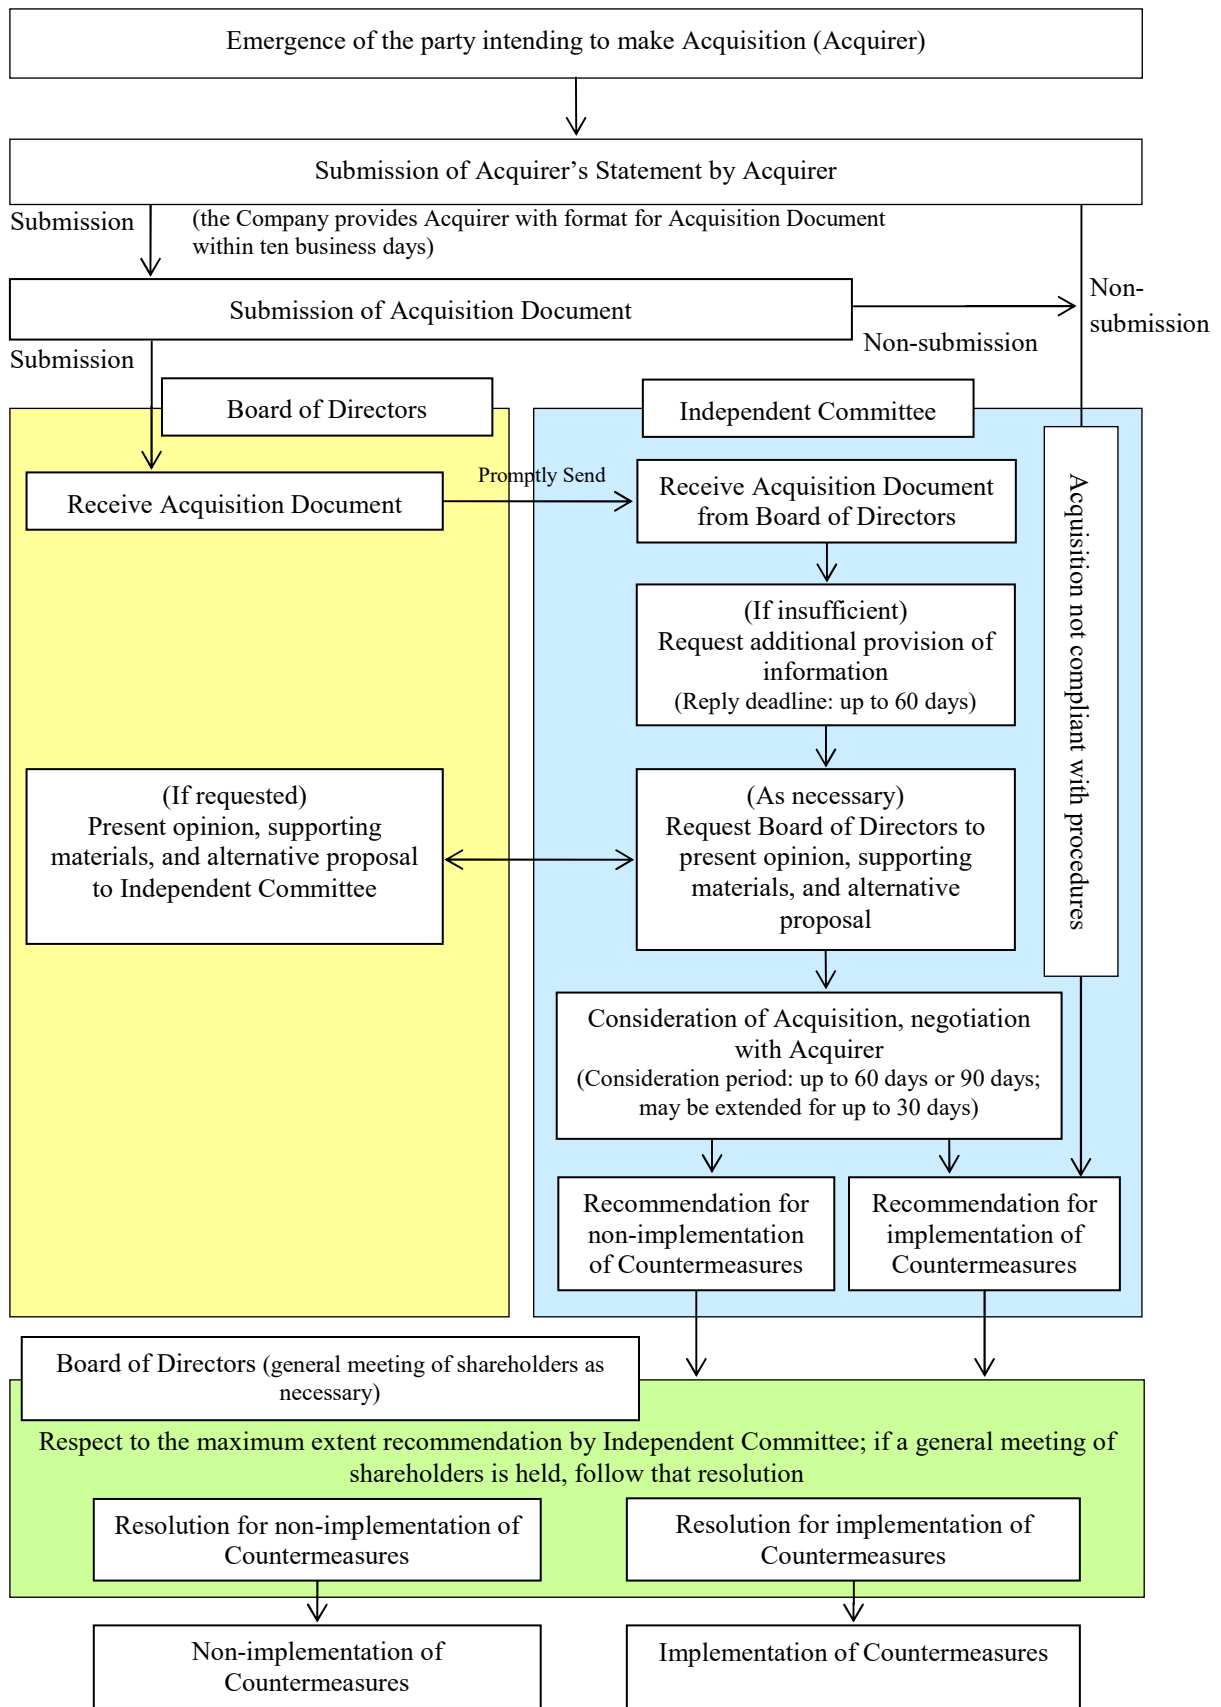 Emergence of the party intending to make Acquisition (Acquirer)
Submission of Acquirer’s Statement by Acquirer
Submission
(the Company provides Acquirer with format for Acquisition Document
within ten business days)
Non-
submission
Submission of Acquisition Document
Non-submission
Submission
Board of Directors
Independent Committee
Receive Acquisition Document
Promptly Send
Receive Acquisition Document
from Board of Directors
Acquisition not compliant with procedures
(If insufficient)
Request additional provision of
information
(Reply deadline: up to 60 days)
(If requested)
Present opinion, supporting
materials, and alternative proposal
to Independent Committee
(As necessary)
Request Board of Directors to
present opinion, supporting
materials, and alternative
proposal
Consideration of Acquisition, negotiation
with Acquirer
(Consideration period: up to 60 days or 90 days;
may be extended for up to 30 days)
Recommendation for
non-implementation
of Countermeasures
Recommendation for
implementation of
Countermeasures
Board of Directors (general meeting of shareholders as
necessary)
Respect to the maximum extent recommendation by Independent Committee; if a general meeting of
shareholders is held, follow that resolution
Resolution for non-implementation of
Countermeasures
Resolution for implementation of
Countermeasures
Non-implementation of
Countermeasures
Implementation of Countermeasures